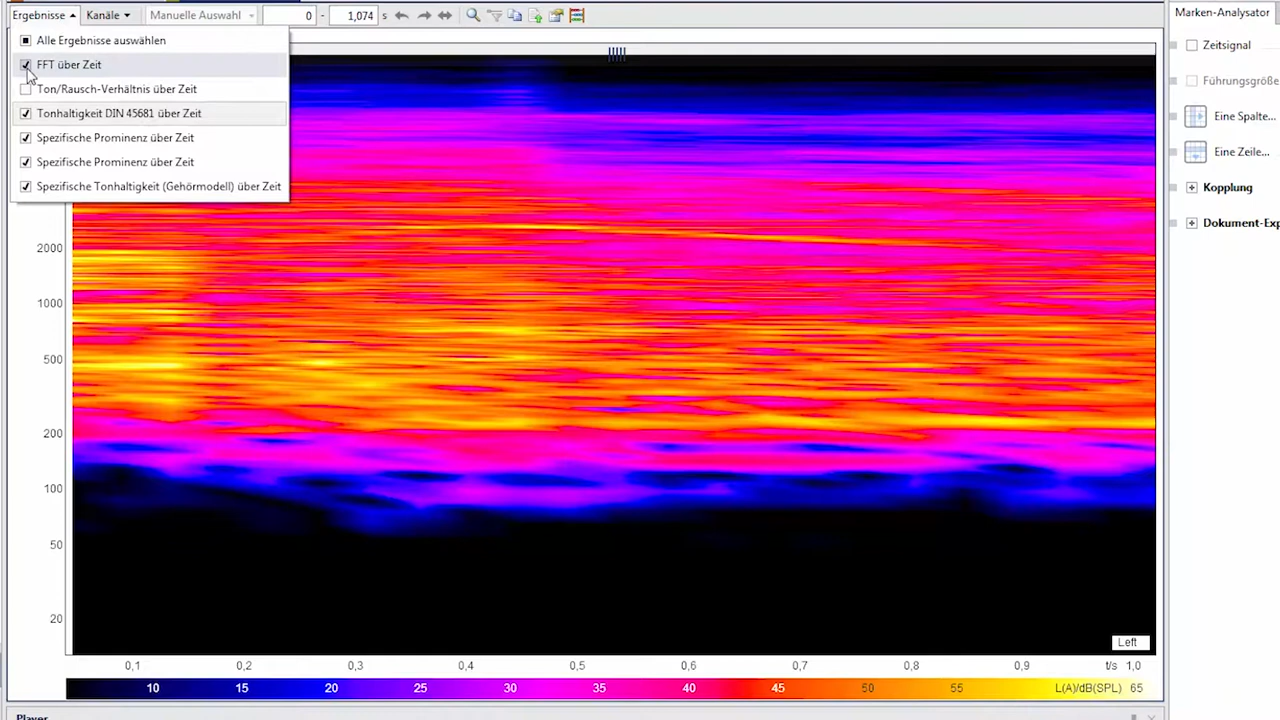 Ergebnisse Kanäle Manuelle Auswahl 0 - 1,074 s
Marken-Analysator
Alle Ergebnisse auswählen
FFT über Zeit
Ton/Rausch-Verhältnis über Zeit
Tonhaltigkeit DIN 45681 über Zeit
Spezifische Prominenz über Zeit
Spezifische Prominenz über Zeit
Spezifische Tonhaltigkeit (Gehörmodell) über Zeit
Zeitsignal
Führungsgröße
Eine Spalte...
Eine Zeile...
Kopplung
Dokument-Exp
2000
1000
500
200
100
50
20
Left
0,1 0,2 0,3 0,4 0,5 0,6 0,7 0,8 0,9 t/s 1,0
10 15 20 25 30 35 40 45 50 55 L(A)/dB(SPL) 65
Player